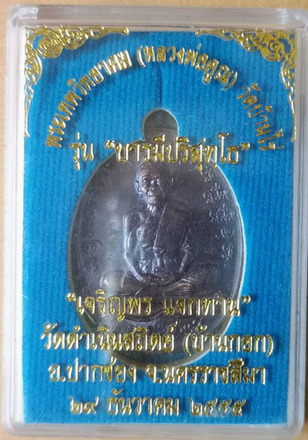 พระเทพวิทยาคม (หลวงพ่อคูณ) วัดบ้านไร่
รุ่น "บารมีปริสุทฺโธ"
"เจริญพร แจกทาน"
วัดดำเนินสถิตย์ (บ้านกอก)
อ.ปากช่อง จ.นครราชสีมา
๒๙ ธันวาคม ๒๕๕๕